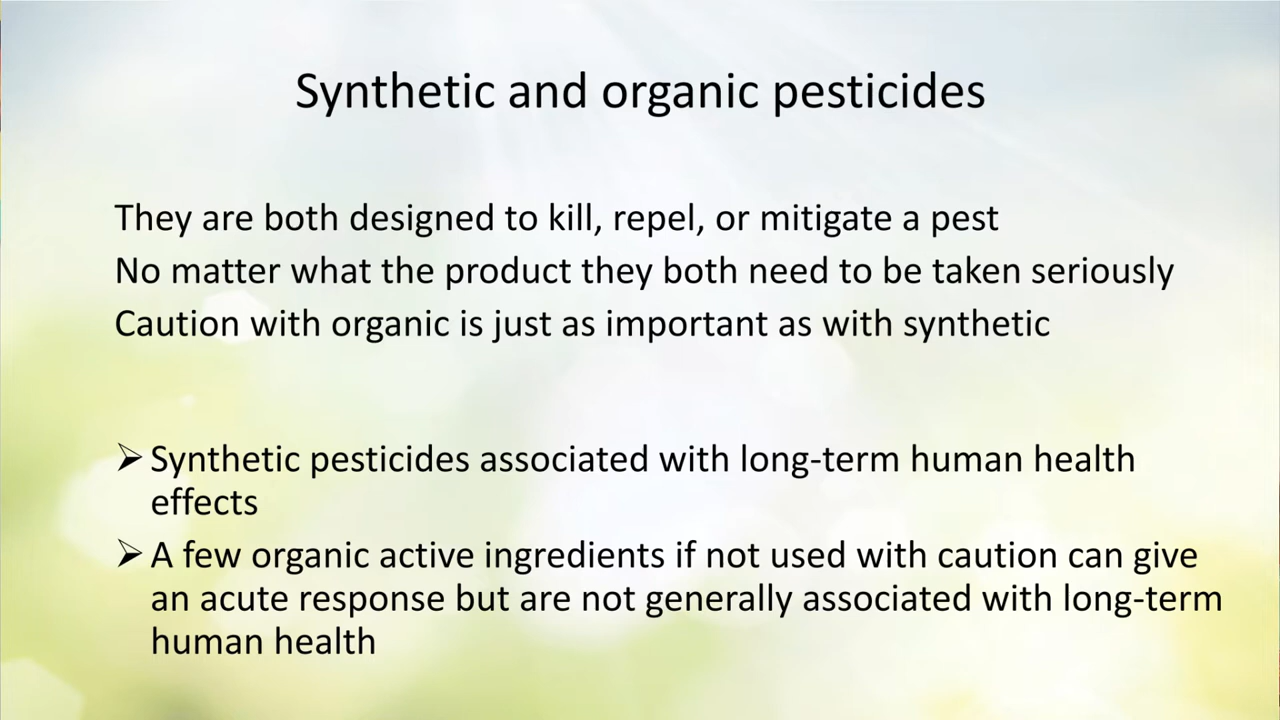 Synthetic and organic pesticides
They are both designed to kill, repel, or mitigate a pest
No matter what the product they both need to be taken seriously
Caution with organic is just as important as with synthetic
➢ Synthetic pesticides associated with long-term human health
effects
➢ A few organic active ingredients if not used with caution can give
an acute response but are not generally associated with long-term
human health